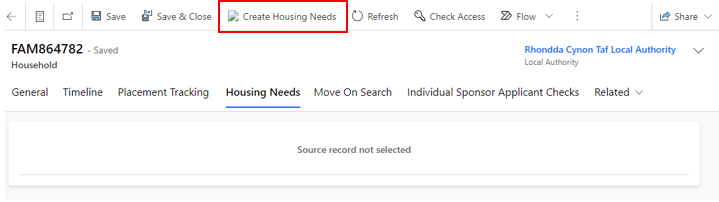 Save Save & Close Create Housing Needs Refresh Check Access Flow Share
FAM864782 - Saved
Household
Rhondda Cynon Taf Local Authority
Local Authority
General Timeline Placement Tracking Housing Needs Move On Search Individual Sponsor Applicant Checks Related
Source record not selected